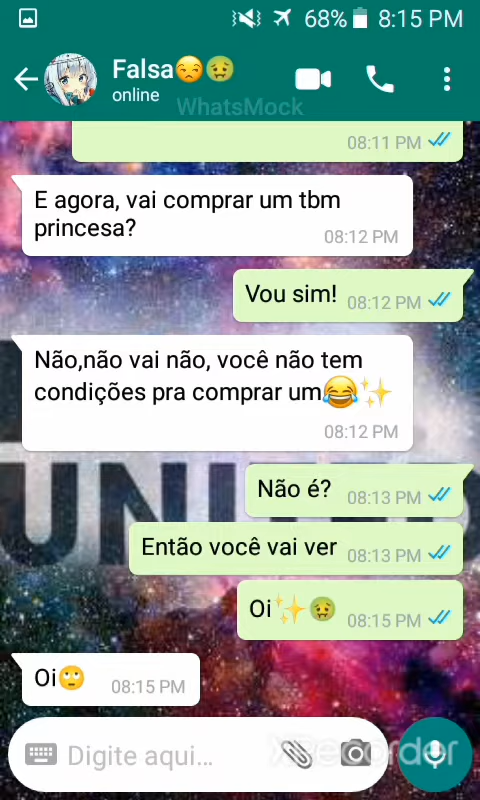 68% 8:15 PM
Falsa😒🤢
online
WhatsMock
08:11 PM
E agora, vai comprar um tbm
princesa?
08:12 PM
Vou sim! 08:12 PM
Não,não vai não, você não tem
condições pra comprar um😂✨
08:12 PM
Não é? 08:13 PM
Então você vai ver 08:13 PM
Oi✨🤢 08:15 PM
Oi🙄 08:15 PM
Digite aqui...
XRecorder